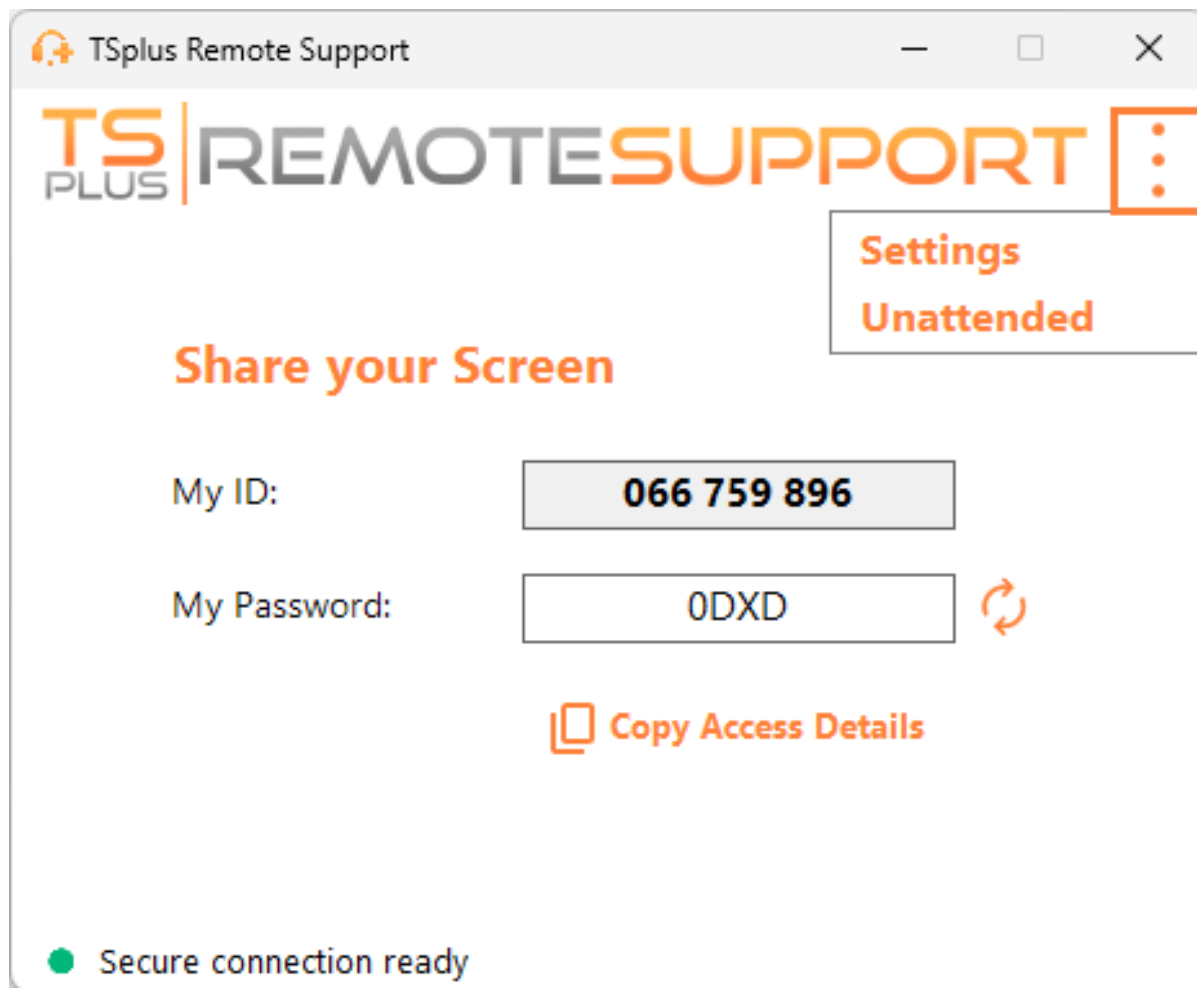 TSplus Remote Support
TS PLUS REMOTESUPPORT
Settings
Unattended
Share your Screen
My ID: 066 759 896
My Password: 0DXD
Copy Access Details
Secure connection ready